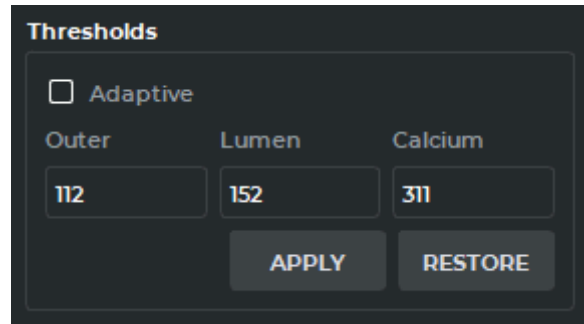 Thresholds
Adaptive
Outer Lumen Calcium
112 152 311
APPLY RESTORE